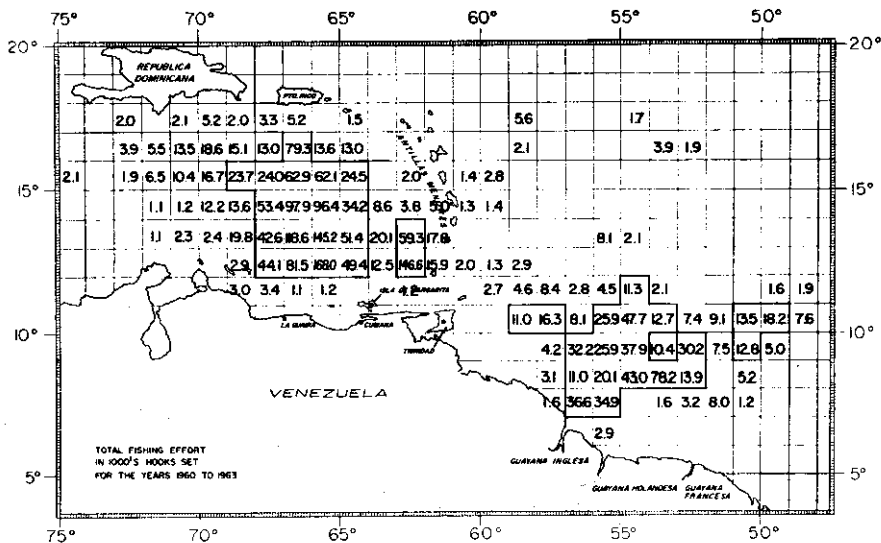 75° 70° 65° 60° 55° 50°
20° 20°
REPUBLICA
DOMINICANA
PTO. RICO
2.0 2.1 5.2 2.0 3.3 5.2 1.5 5.6 1.7
ANTILLAS MENORES
3.9 5.5 13.5 18.6 15.1 13.0 79.3 13.6 13.0 2.1 3.9 1.9
2.1 1.9 6.5 10.4 16.7 23.7 24.0 62.9 62.1 24.5 2.0 1.4 2.8
15° 15°
1.1 1.2 12.2 13.6 53.4 97.9 96.4 34.2 8.6 3.8 5.0 1.3 1.4
1.1 2.3 2.4 19.8 42.6 118.6 145.2 51.4 20.1 59.3 17.8 8.1 2.1
2.9 44.1 81.5 168.0 49.4 12.5 146.6 15.9 2.0 1.3 2.9
3.0 3.4 1.1 1.2 ISLA DE MARGARITA 4.2 2.7 4.6 8.4 2.8 4.5 11.3 2.1 1.6 1.9
11.0 16.3 8.1 25.9 47.7 12.7 7.4 9.1 13.5 18.2 7.6
10° 10°
LA GUAIRA
CUMANA
TRINIDAD
4.2 32.2 25.9 37.9 10.4 30.2 7.5 12.8 5.0
3.1 11.0 20.1 43.0 78.2 13.9 5.2
VENEZUELA
1.6 36.6 34.9 1.6 3.2 8.0 1.2
2.9
TOTAL FISHING EFFORT
IN 1000'S HOOKS SET
FOR THE YEARS 1960 TO 1963
GUAYANA INGLESA
GUAYANA HOLANDESA
GUAYANA
FRANCESA
5° 5°
75° 70° 65° 60° 55° 50°